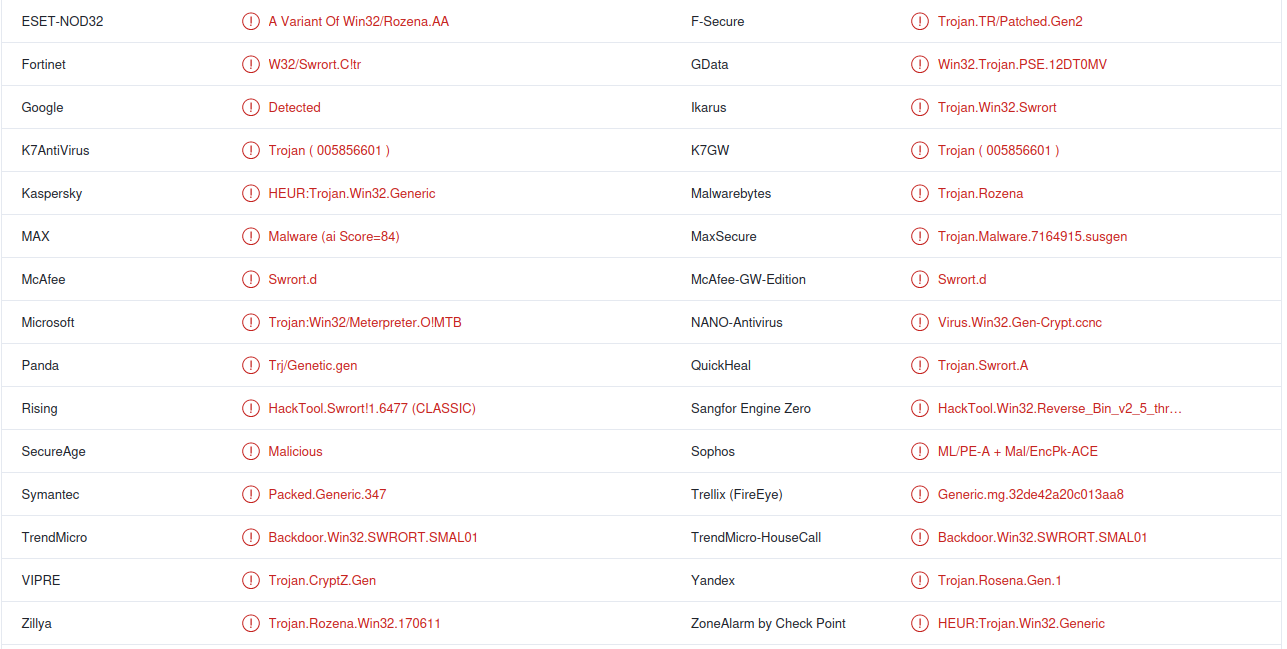 ESET-NOD32 A Variant Of Win32/Rozena.AA F-Secure Trojan.TR/Patched.Gen2
Fortinet W32/Swrort.C!tr GData Win32.Trojan.PSE.12DT0MV
Google Detected Ikarus Trojan.Win32.Swrort
K7AntiVirus Trojan ( 005856601 ) K7GW Trojan ( 005856601 )
Kaspersky HEUR:Trojan.Win32.Generic Malwarebytes Trojan.Rozena
MAX Malware (ai Score=84) MaxSecure Trojan.Malware.7164915.susgen
McAfee Swrort.d McAfee-GW-Edition Swrort.d
Microsoft Trojan:Win32/Meterpreter.O!MTB NANO-Antivirus Virus.Win32.Gen-Crypt.ccnc
Panda Trj/Genetic.gen QuickHeal Trojan.Swrort.A
Rising HackTool.Swrort!1.6477 (CLASSIC) Sangfor Engine Zero HackTool.Win32.Reverse_Bin_v2_5_thr…
SecureAge Malicious Sophos ML/PE-A + Mal/EncPk-ACE
Symantec Packed.Generic.347 Trellix (FireEye) Generic.mg.32de42a20c013aa8
TrendMicro Backdoor.Win32.SWRORT.SMAL01 TrendMicro-HouseCall Backdoor.Win32.SWRORT.SMAL01
VIPRE Trojan.CryptZ.Gen Yandex Trojan.Rosena.Gen.1
Zillya Trojan.Rozena.Win32.170611 ZoneAlarm by Check Point HEUR:Trojan.Win32.Generic